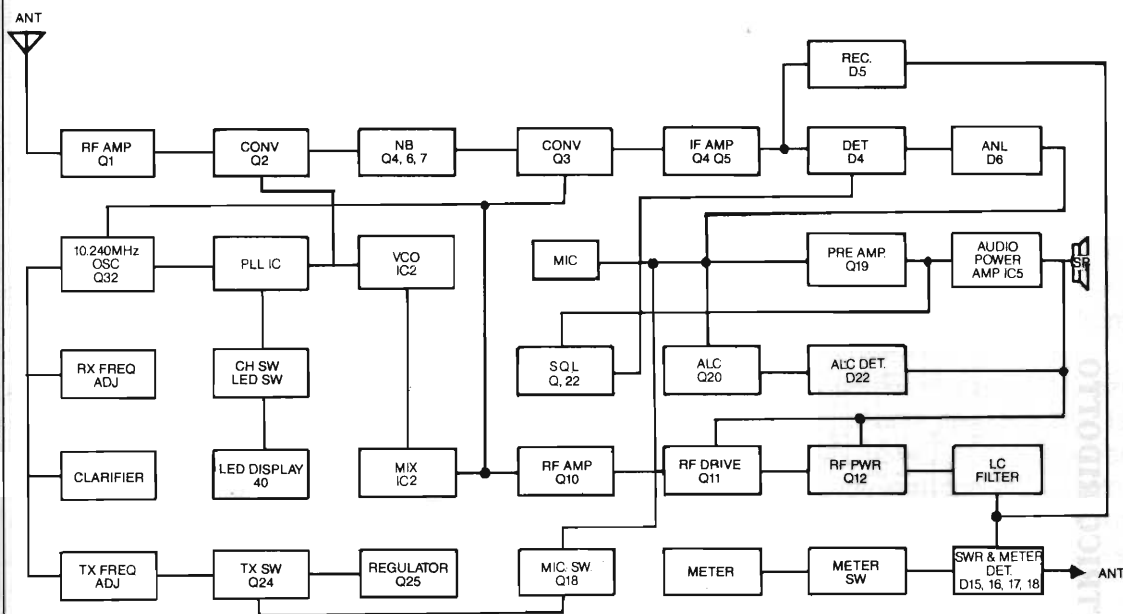 ANT
REC.
D5
RF AMP
Q1
CONV
Q2
NB
Q4, 6, 7
CONV
Q3
IF AMP
Q4 Q5
DET
D4
ANL
D6
10.240MHz
OSC
Q32
PLL IC
VCO
IC2
MIC
PRE AMP.
Q19
AUDIO
POWER
AMP IC5
SP
RX FREQ
ADJ
CH SW
LED SW
SQL
Q, 22
ALC
Q20
ALC DET.
D22
CLARIFIER
LED DISPLAY
40
MIX
IC2
RF AMP
Q10
RF DRIVE
Q11
RF PWR
Q12
LC
FILTER
TX FREQ
ADJ
TX SW
Q24
REGULATOR
Q25
MIC. SW.
Q18
METER
METER
SW
SWR & METER
DET.
D15, 16, 17, 18
ANT